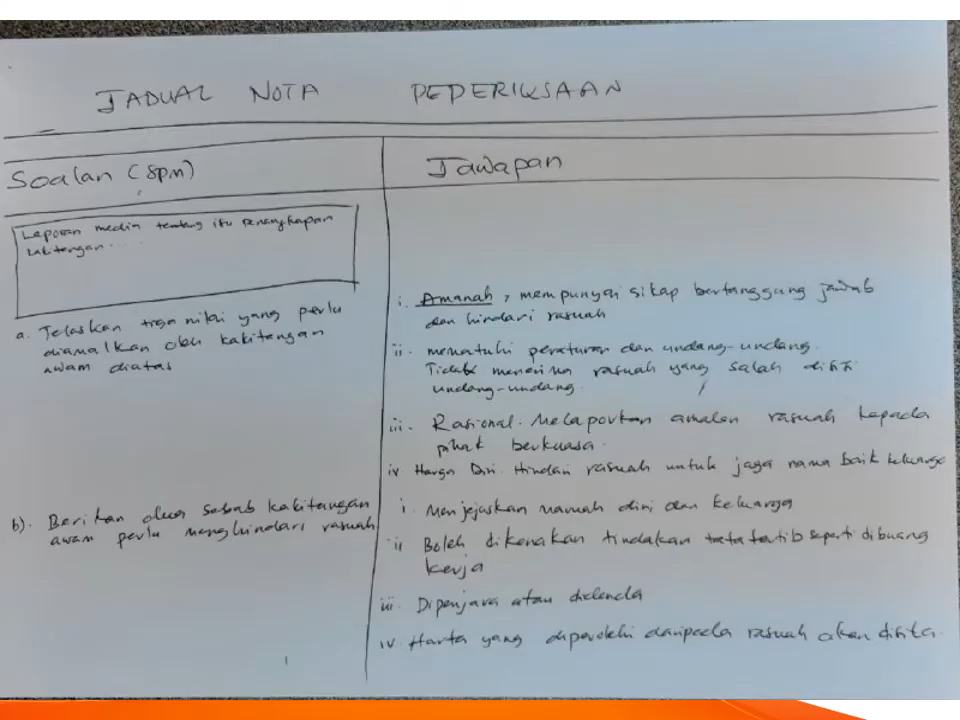 JADUAL NOTA PEPERIKSAAN
Soalan (SPM)
Laporan media tentang isu penangkapan
kakitangan ....
a. Jelaskan tiga nilai yang perlu
diamalkan oleh kakitangan
awam diatas
b). Berikan dua sebab kakitangan
awam perlu menghindari rasuah
Jawapan
i. Amanah, mempunyai sikap bertanggung jawab
dan hindari rasuah
ii. mematuhi peraturan dan undang-undang.
Tidak menerima rasuah yang salah disisi
undang-undang.
iii. Rasional. Melaporkan amalan rasuah kepada
pihak berkuasa.
iv Harga Diri. Hindari rasuah untuk jaga nama baik keluarga
i. Menjejaskan maruah diri dan keluarga
ii Boleh dikenakan tindakan tatatertib seperti dibuang
kerja
iii. Dipenjara atau didenda
iv. Harta yang diperolehi daripada rasuah akan disita.